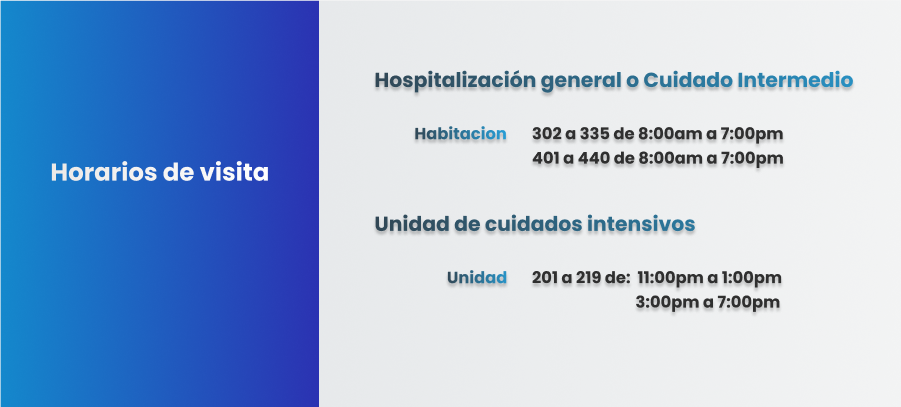 Horarios de visita
Hospitalización general o Cuidado Intermedio
Habitacion 302 a 335 de 8:00am a 7:00pm
401 a 440 de 8:00am a 7:00pm
Unidad de cuidados intensivos
Unidad 201 a 219 de: 11:00pm a 1:00pm
3:00pm a 7:00pm